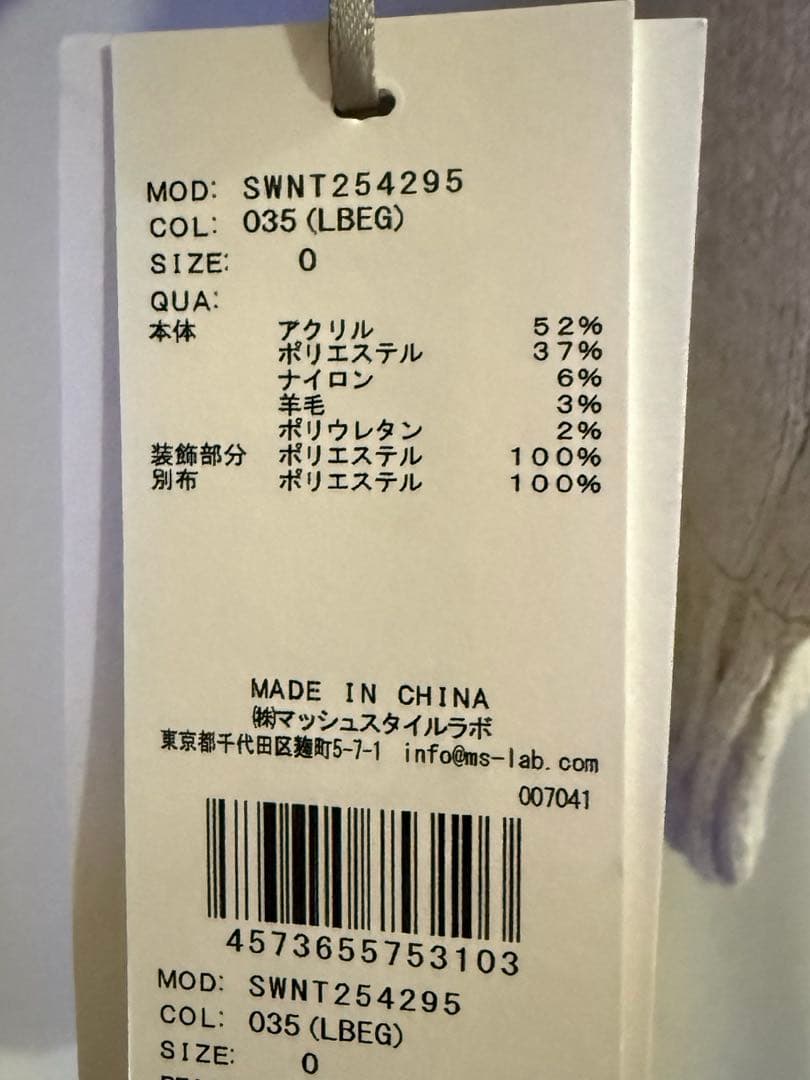 MOD: SWNT254295
COL: 035(LBEG)
SIZE: 0
QUA:
本体 アクリル 52%
ポリエステル 37%
ナイロン 6%
羊毛 3%
ポリウレタン 2%
装飾部分 ポリエステル 100%
別布 ポリエステル 100%
MADE IN CHINA
㈱マッシュスタイルラボ
東京都千代田区麹町5-7-1 info@ms-lab.com
007041
4573655753103
MOD: SWNT254295
COL: 035(LBEG)
SIZE: 0